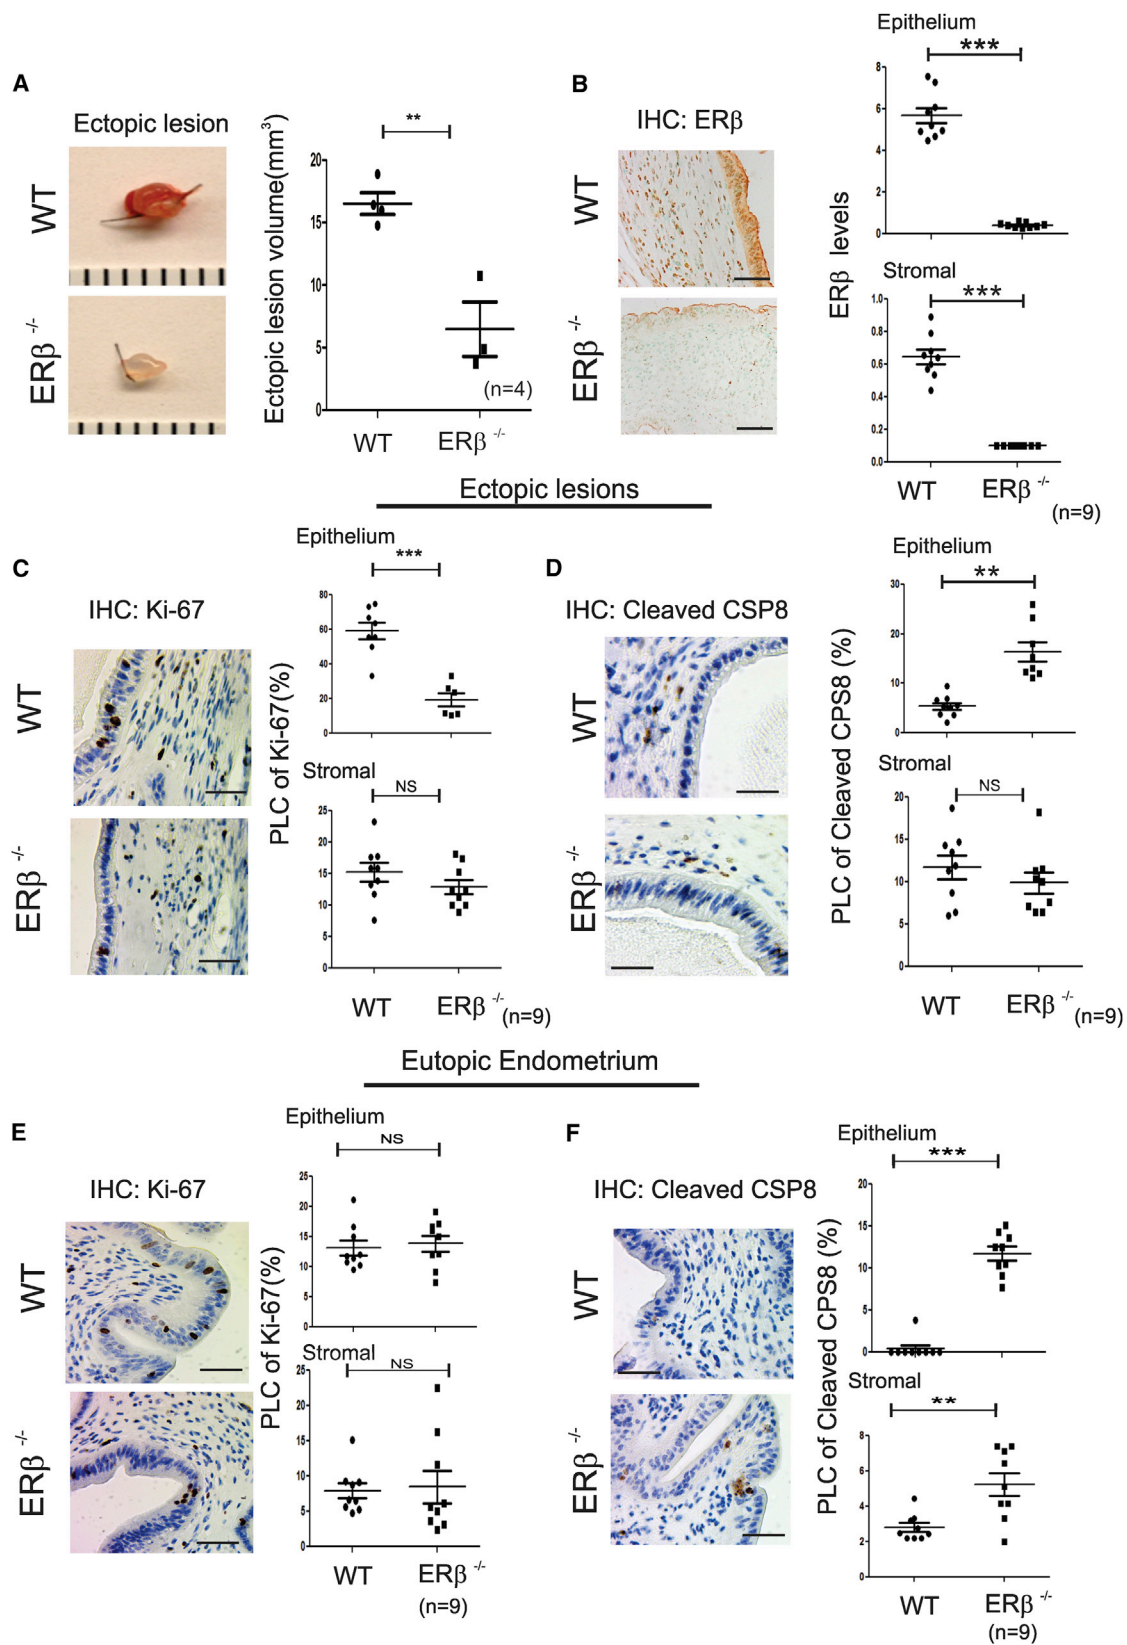 A
Ectopic lesion
WT
ERβ -/-
Ectopic lesion volume(mm3)
20
15
10
5
0
**
(n=4)
WT
ERβ -/-
B
IHC: ERβ
WT
ERβ -/-
ERβ levels
Epithelium
***
8
6
4
2
0
Stromal
***
1.0
0.8
0.6
0.4
0.2
0.0
WT
ERβ -/-
(n=9)
Ectopic lesions
C
IHC: Ki-67
WT
ERβ -/-
PLC of Ki-67(%)
Epithelium
***
80
60
40
20
0
Stromal
NS
25
20
15
10
5
0
WT
ERβ -/-
(n=9)
D
IHC: Cleaved CSP8
WT
ERβ -/-
PLC of Cleaved CPS8 (%)
Epithelium
**
30
20
10
0
Stromal
NS
20
15
10
5
0
WT
ERβ -/-
(n=9)
Eutopic Endometrium
E
IHC: Ki-67
WT
ERβ -/-
PLC of Ki-67(%)
Epithelium
NS
25
20
15
10
5
0
Stromal
NS
25
20
15
10
5
0
WT
ERβ -/-
(n=9)
F
IHC: Cleaved CSP8
WT
ERβ -/-
PLC of Cleaved CPS8 (%)
Epithelium
***
20
15
10
5
0
Stromal
**
8
6
4
2
0
WT
ERβ -/-
(n=9)